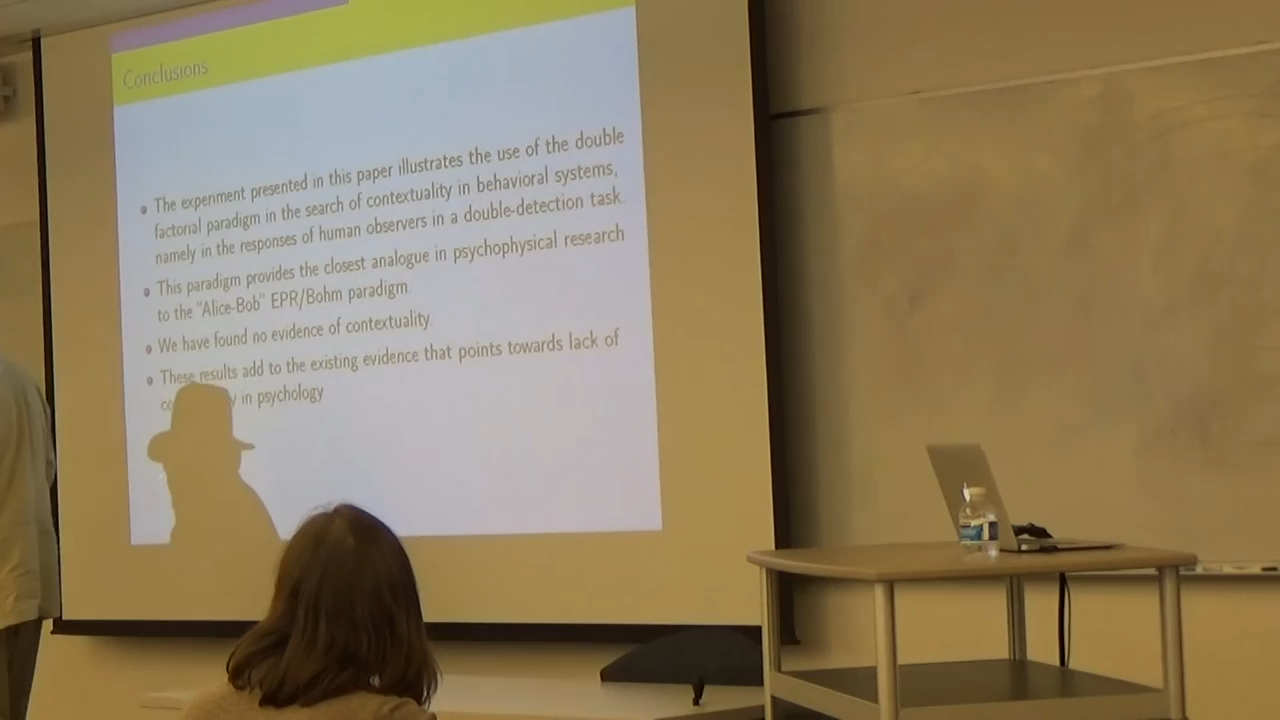 Conclusions
The experiment presented in this paper illustrates the use of the double
factorial paradigm in the search of contextuality in behavioral systems,
namely in the responses of human observers in a double-detection task.
This paradigm provides the closest analogue in psychophysical research
to the "Alice-Bob" EPR/Bohm paradigm.
We have found no evidence of contextuality.
These results add to the existing evidence that points towards lack of
in psychology